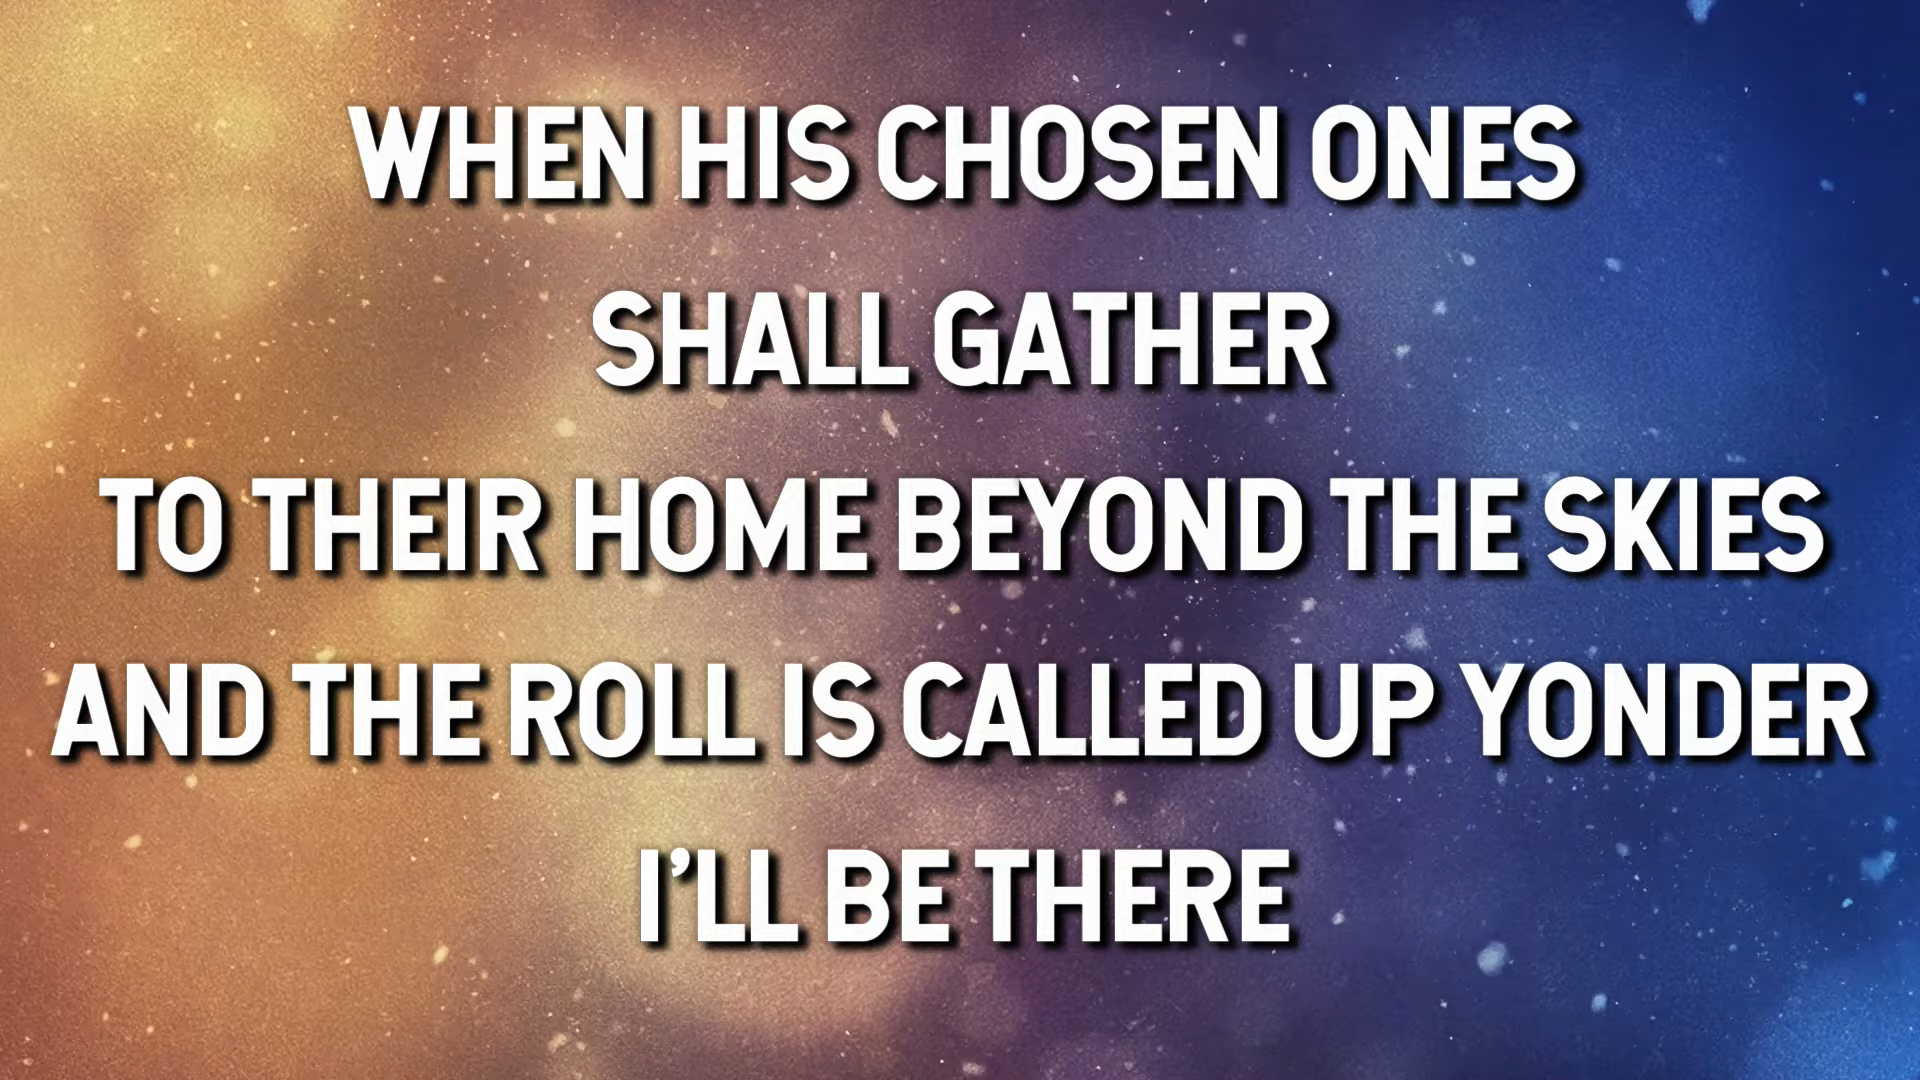 WHEN HIS CHOSEN ONES
SHALL GATHER
TO THEIR HOME BEYOND THE SKIES
AND THE ROLL IS CALLED UP YONDER
I’LL BE THERE